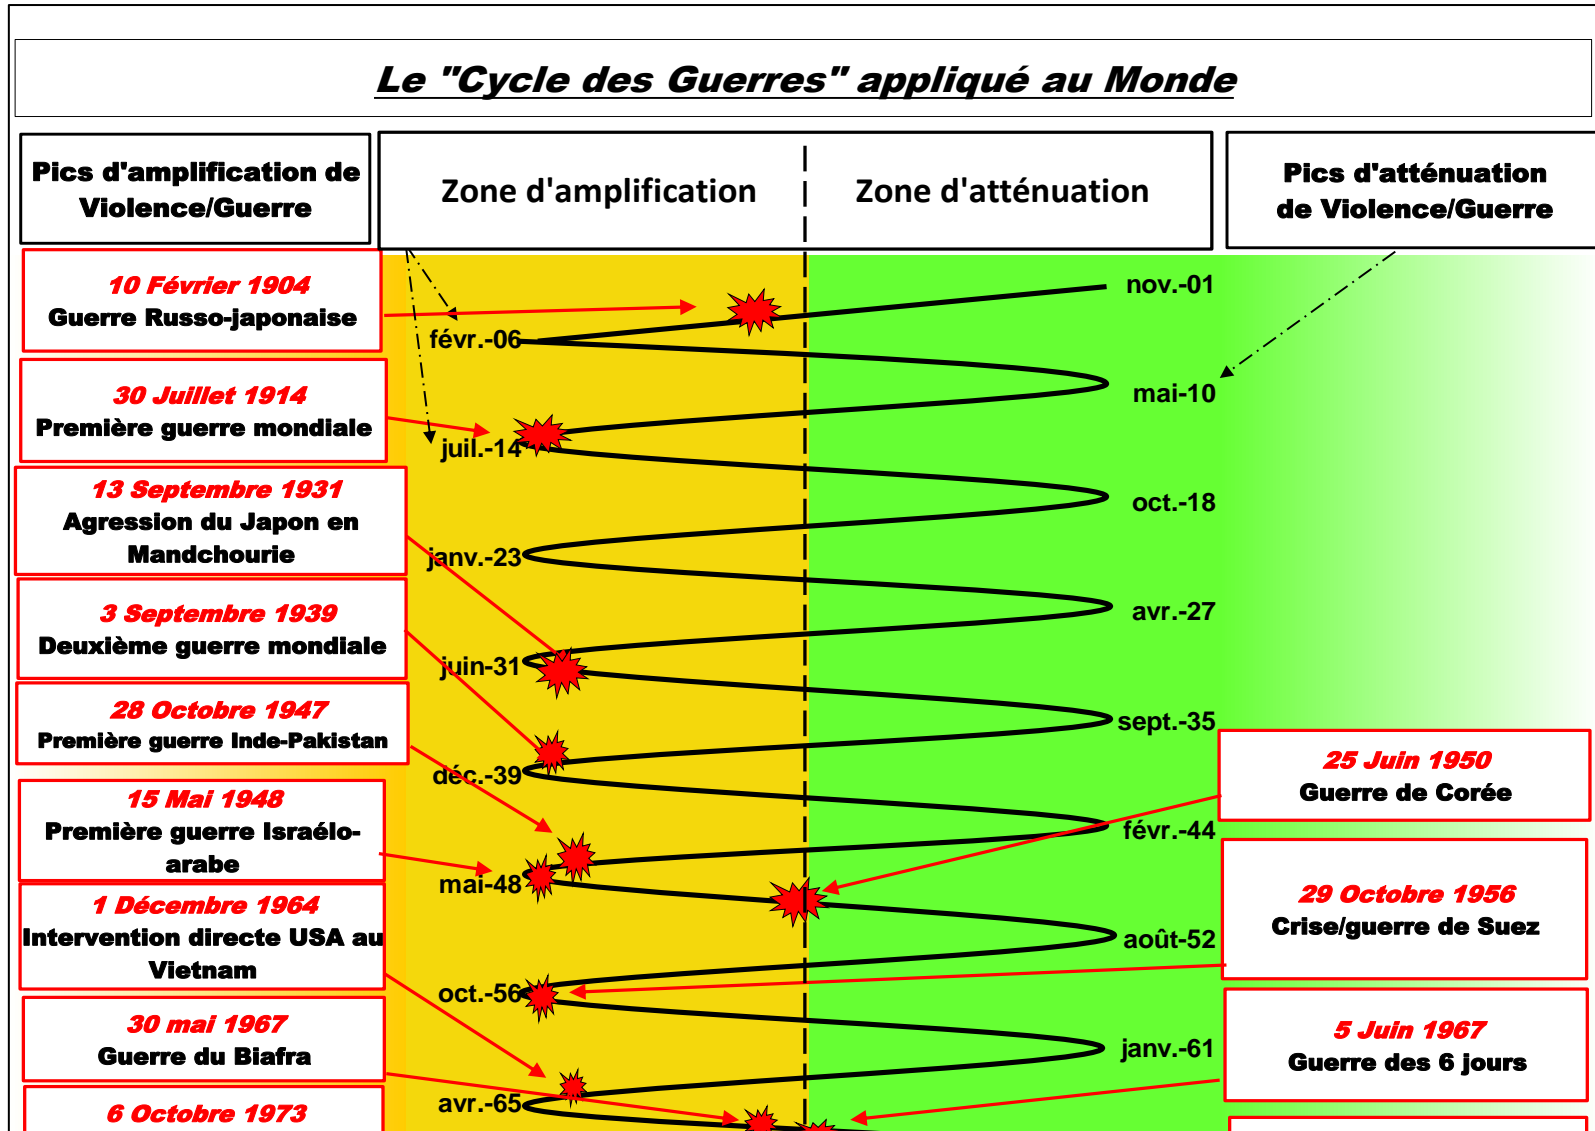 Le "Cycle des Guerres" appliqué au Monde
Pics d'amplification de
Violence/Guerre
Zone d'amplification
Zone d'atténuation
Pics d'atténuation
de Violence/Guerre
10 Février 1904
Guerre Russo-japonaise
30 Juillet 1914
Première guerre mondiale
13 Septembre 1931
Agression du Japon en
Mandchourie
3 Septembre 1939
Deuxième guerre mondiale
28 Octobre 1947
Première guerre Inde-Pakistan
15 Mai 1948
Première guerre Israélo-
arabe
1 Décembre 1964
Intervention directe USA au
Vietnam
30 mai 1967
Guerre du Biafra
6 Octobre 1973
nov.-01
févr.-06
mai-10
juil.-14
oct.-18
janv.-23
avr.-27
juin-31
sept.-35
déc.-39
févr.-44
mai-48
août-52
oct.-56
janv.-61
avr.-65
25 Juin 1950
Guerre de Corée
29 Octobre 1956
Crise/guerre de Suez
5 Juin 1967
Guerre des 6 jours